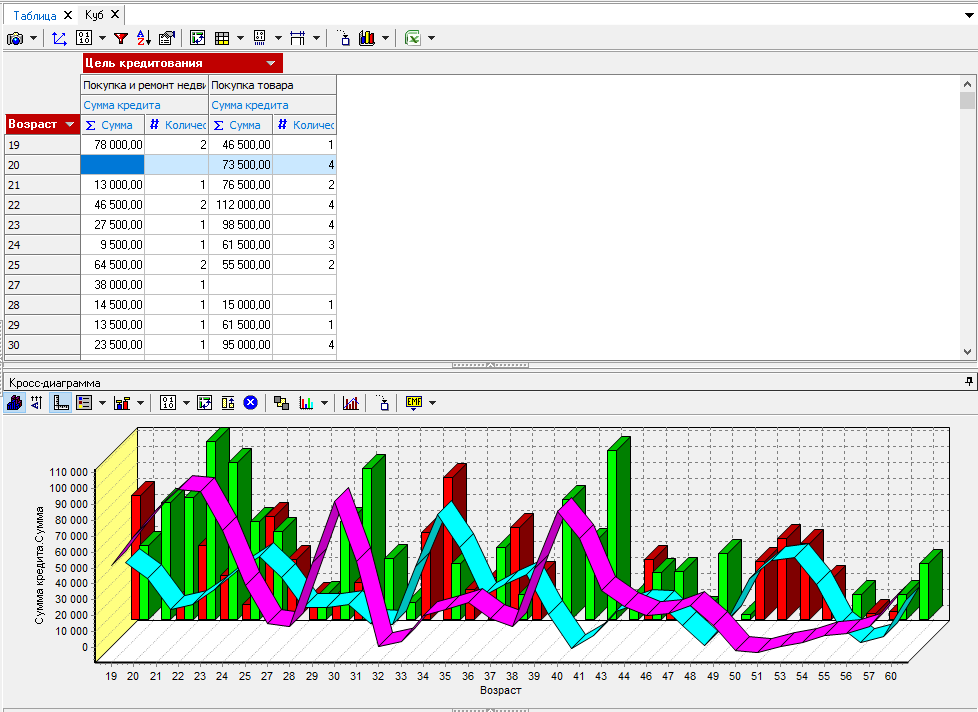 Таблица Куб
Цель кредитования
Покупка и ремонт недви Покупка товара
Сумма кредита Сумма кредита
Возраст Σ Сумма # Количес Σ Сумма # Количес
19 78 000,00 2 46 500,00 1
20 73 500,00 4
21 13 000,00 1 76 500,00 2
22 46 500,00 2 112 000,00 4
23 27 500,00 1 98 500,00 4
24 9 500,00 1 61 500,00 3
25 64 500,00 2 55 500,00 2
27 38 000,00 1
28 14 500,00 1 15 000,00 1
29 13 500,00 1 61 500,00 1
30 23 500,00 1 95 000,00 4
Кросс-диаграмма
EMF
110 000
100 000
90 000
80 000
70 000
60 000
50 000
40 000
30 000
20 000
10 000
0
Сумма кредита Сумма
19 20 21 22 23 24 25 27 28 29 30 31 32 33 34 35 36 37 38 39 40 41 42 43 44 46 47 48 49 50 51 53 54 55 56 57 60
Возраст